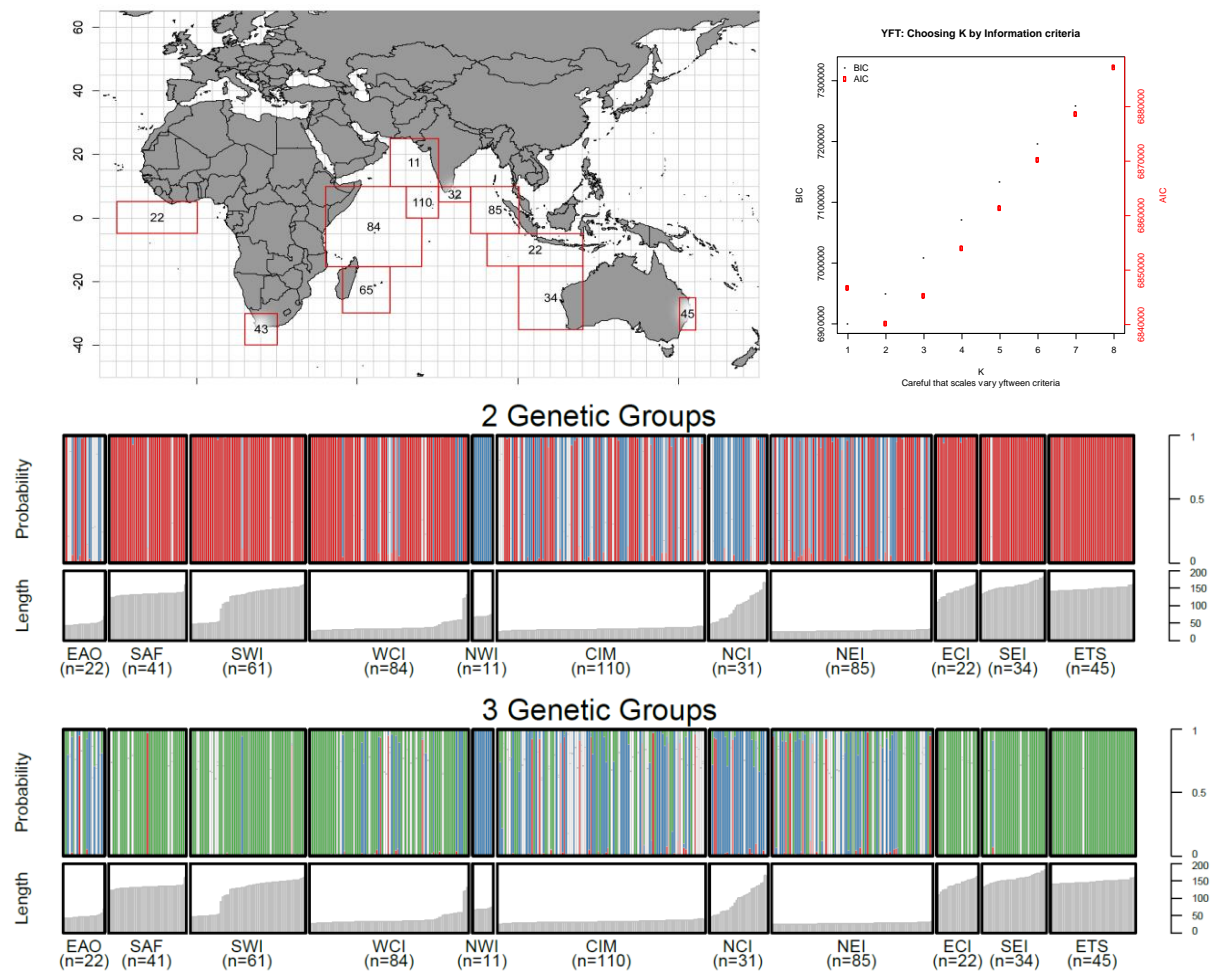 60
40
20
0
20
40
11
32
110
22
84
85
22
65* *
34
45
43
YFT: Choosing K by Information criteria
BIC
AIC
7300000
7200000
7100000
7000000
6900000
BIC
6880000
6870000
6860000
6850000
6840000
AIC
1 2 3 4 5 6 7 8
K
Careful that scales vary yftween criteria
2 Genetic Groups
Probability
1
0.5
0
Length
200
150
100
50
0
EAO SAF SWI WCI NWI CIM NCI NEI ECI SEI ETS
(n=22) (n=41) (n=61) (n=84) (n=11) (n=110) (n=31) (n=85) (n=22) (n=34) (n=45)
3 Genetic Groups
Probability
1
0.5
0
Length
200
150
100
50
0
EAO SAF SWI WCI NWI CIM NCI NEI ECI SEI ETS
(n=22) (n=41) (n=61) (n=84) (n=11) (n=110) (n=31) (n=85) (n=22) (n=34) (n=45)